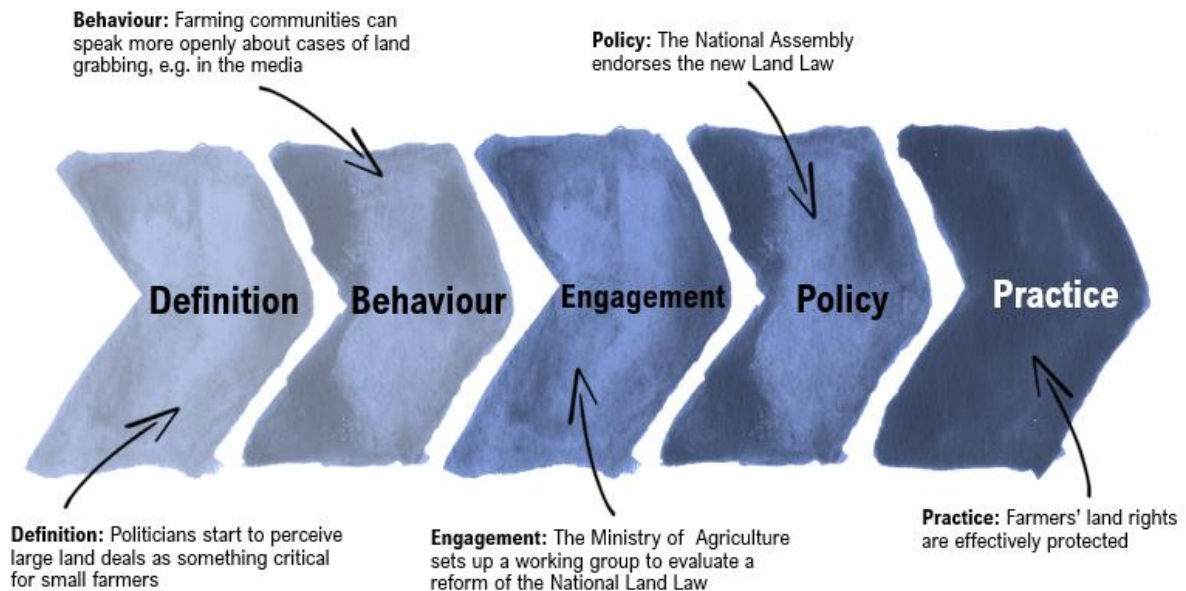 Behaviour: Farming communities can
speak more openly about cases of land
grabbing, e.g. in the media
Policy: The National Assembly
endorses the new Land Law
Definition
Behaviour
Engagement
Policy
Practice
Definition: Politicians start to perceive
large land deals as something critical
for small farmers
Engagement: The Ministry of Agriculture
sets up a working group to evaluate a
reform of the National Land Law
Practice: Farmers' land rights
are effectively protected